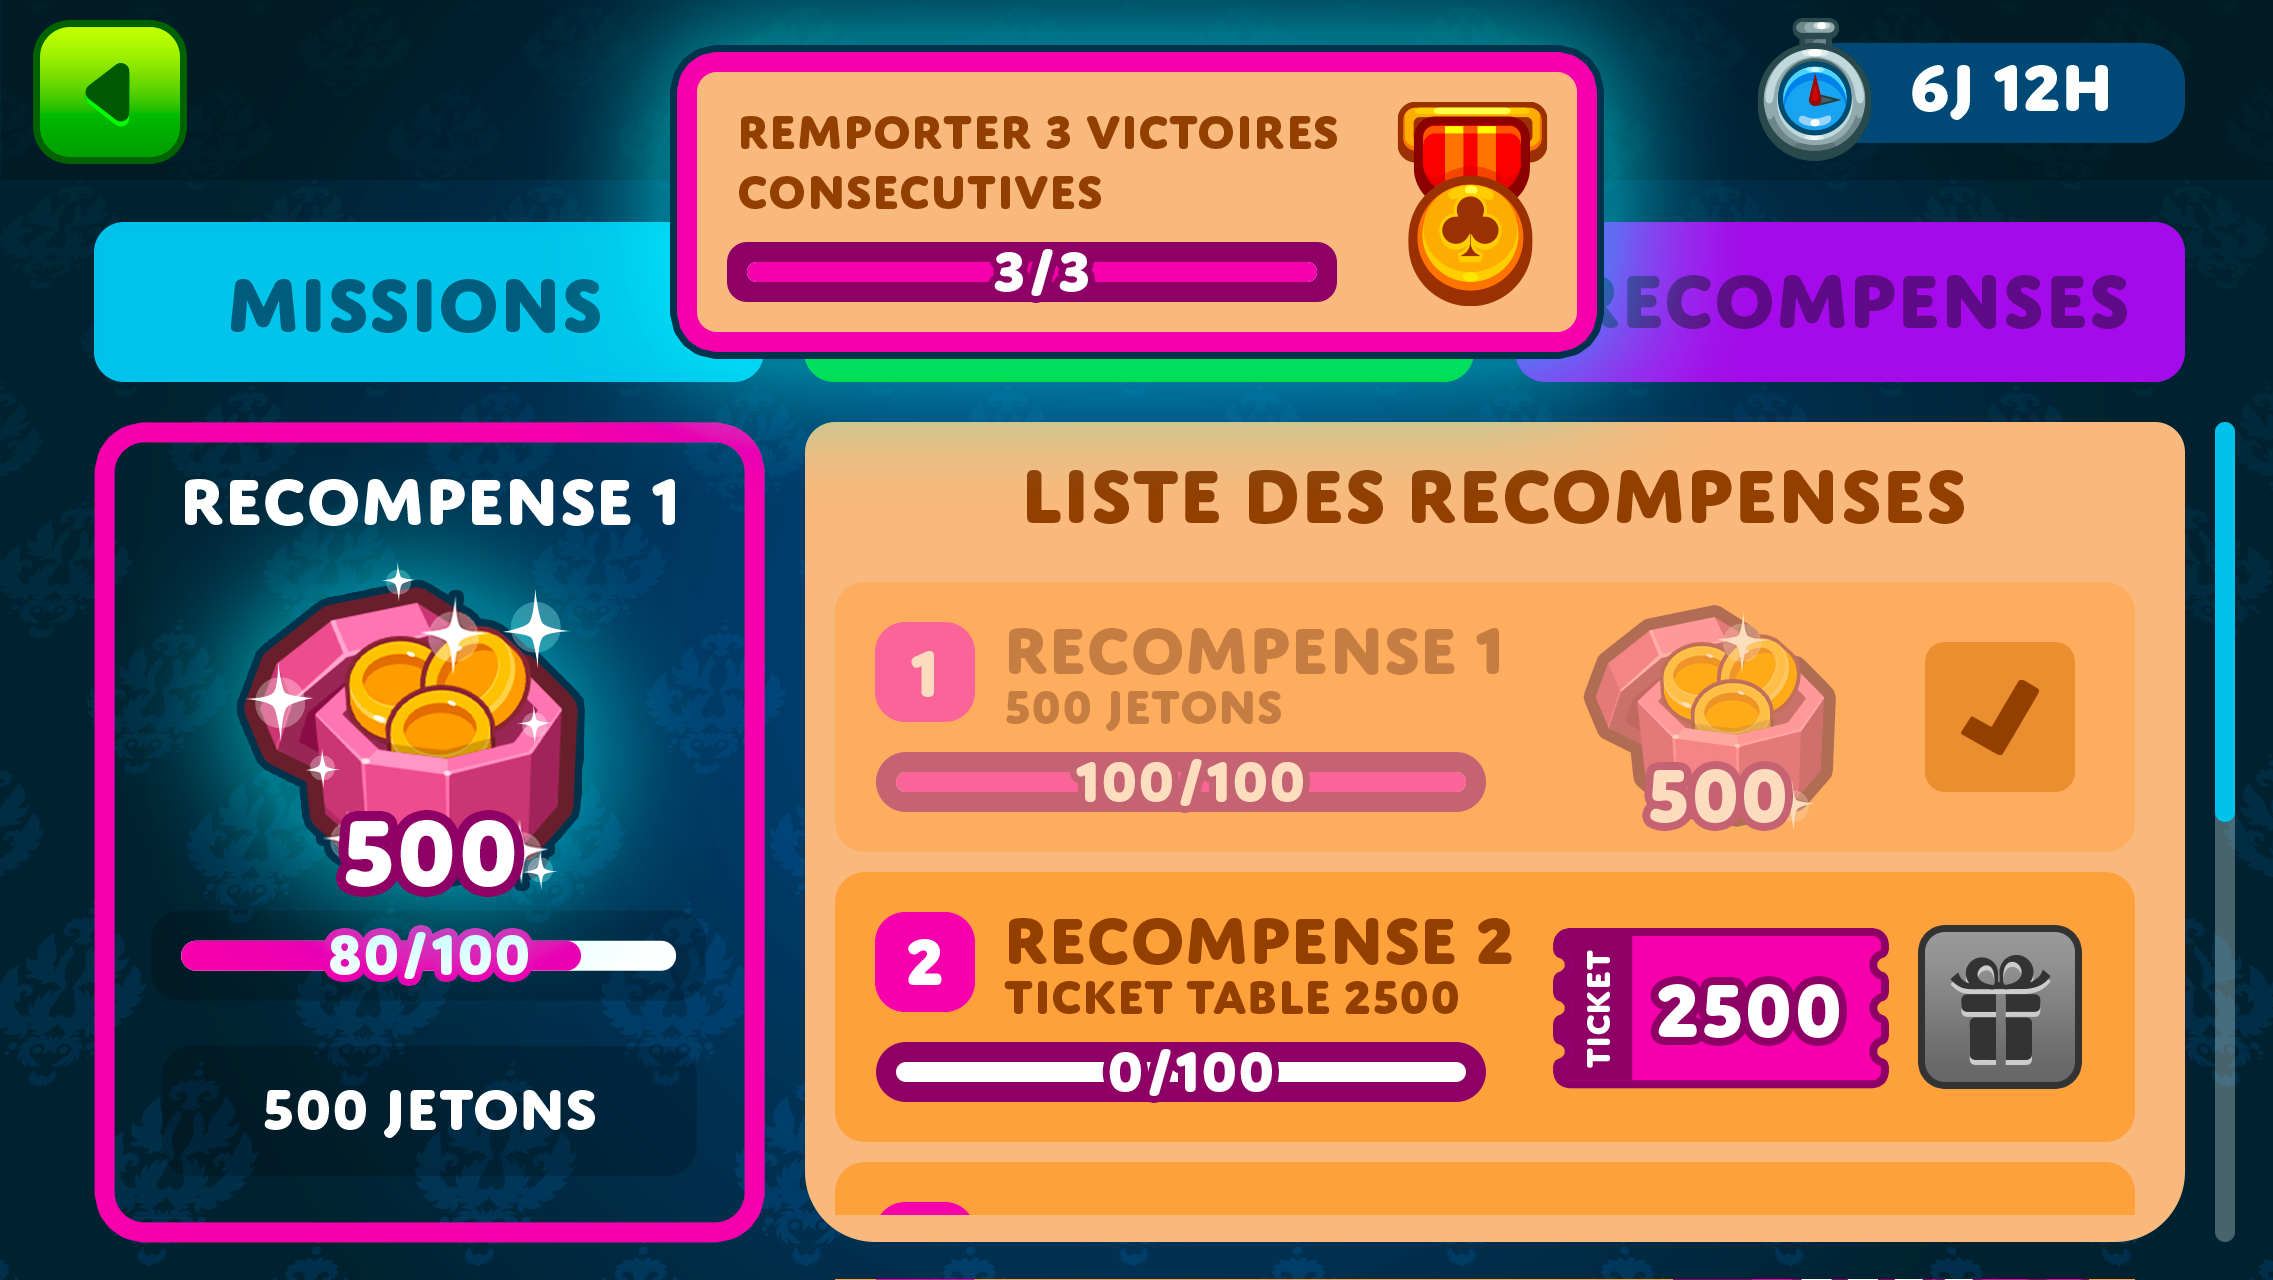 REMPORTER 3 VICTOIRES
CONSECUTIVES
3/3
6J 12H
MISSIONS
RECOMPENSES
RECOMPENSE 1
500
80/100
500 JETONS
LISTE DES RECOMPENSES
1
RECOMPENSE 1
500 JETONS
100/100
500
2
RECOMPENSE 2
TICKET TABLE 2500
0/100
TICKET
2500